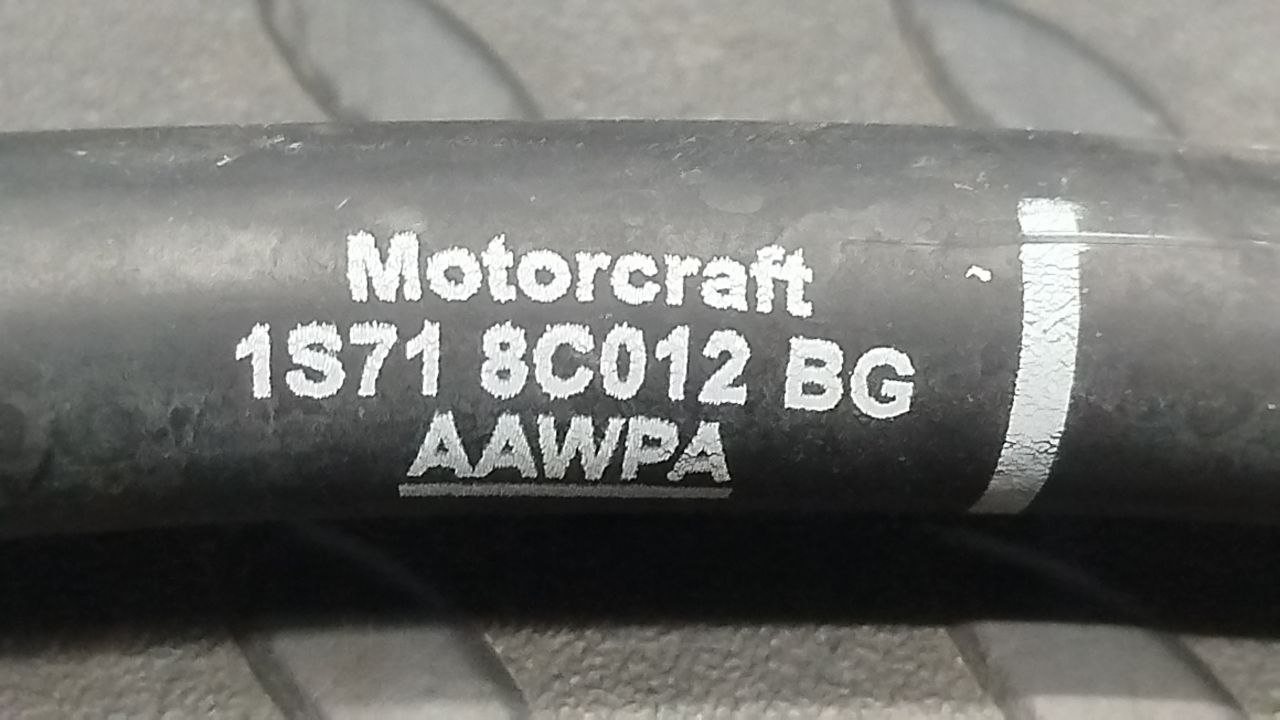 Motorcraft
1S71 8C012 BG
AAWPA